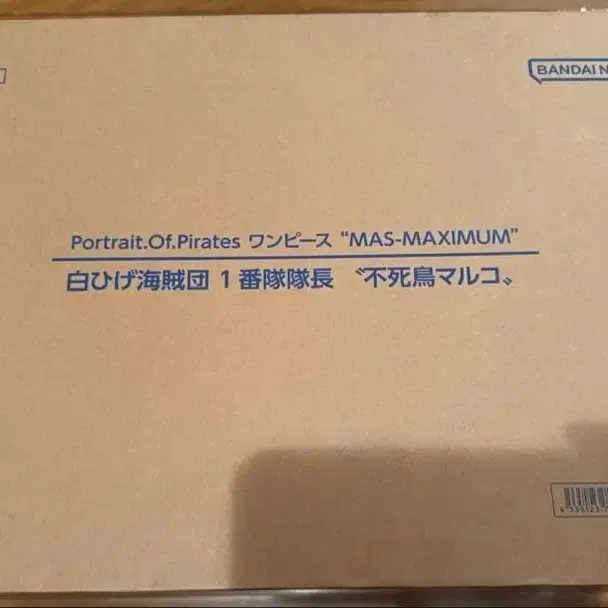 BANDAI N
Portrait.Of.Pirates ワンピース “MAS-MAXIMUM”
白ひげ海賊団 1番隊隊長 〝不死鳥マルコ〟